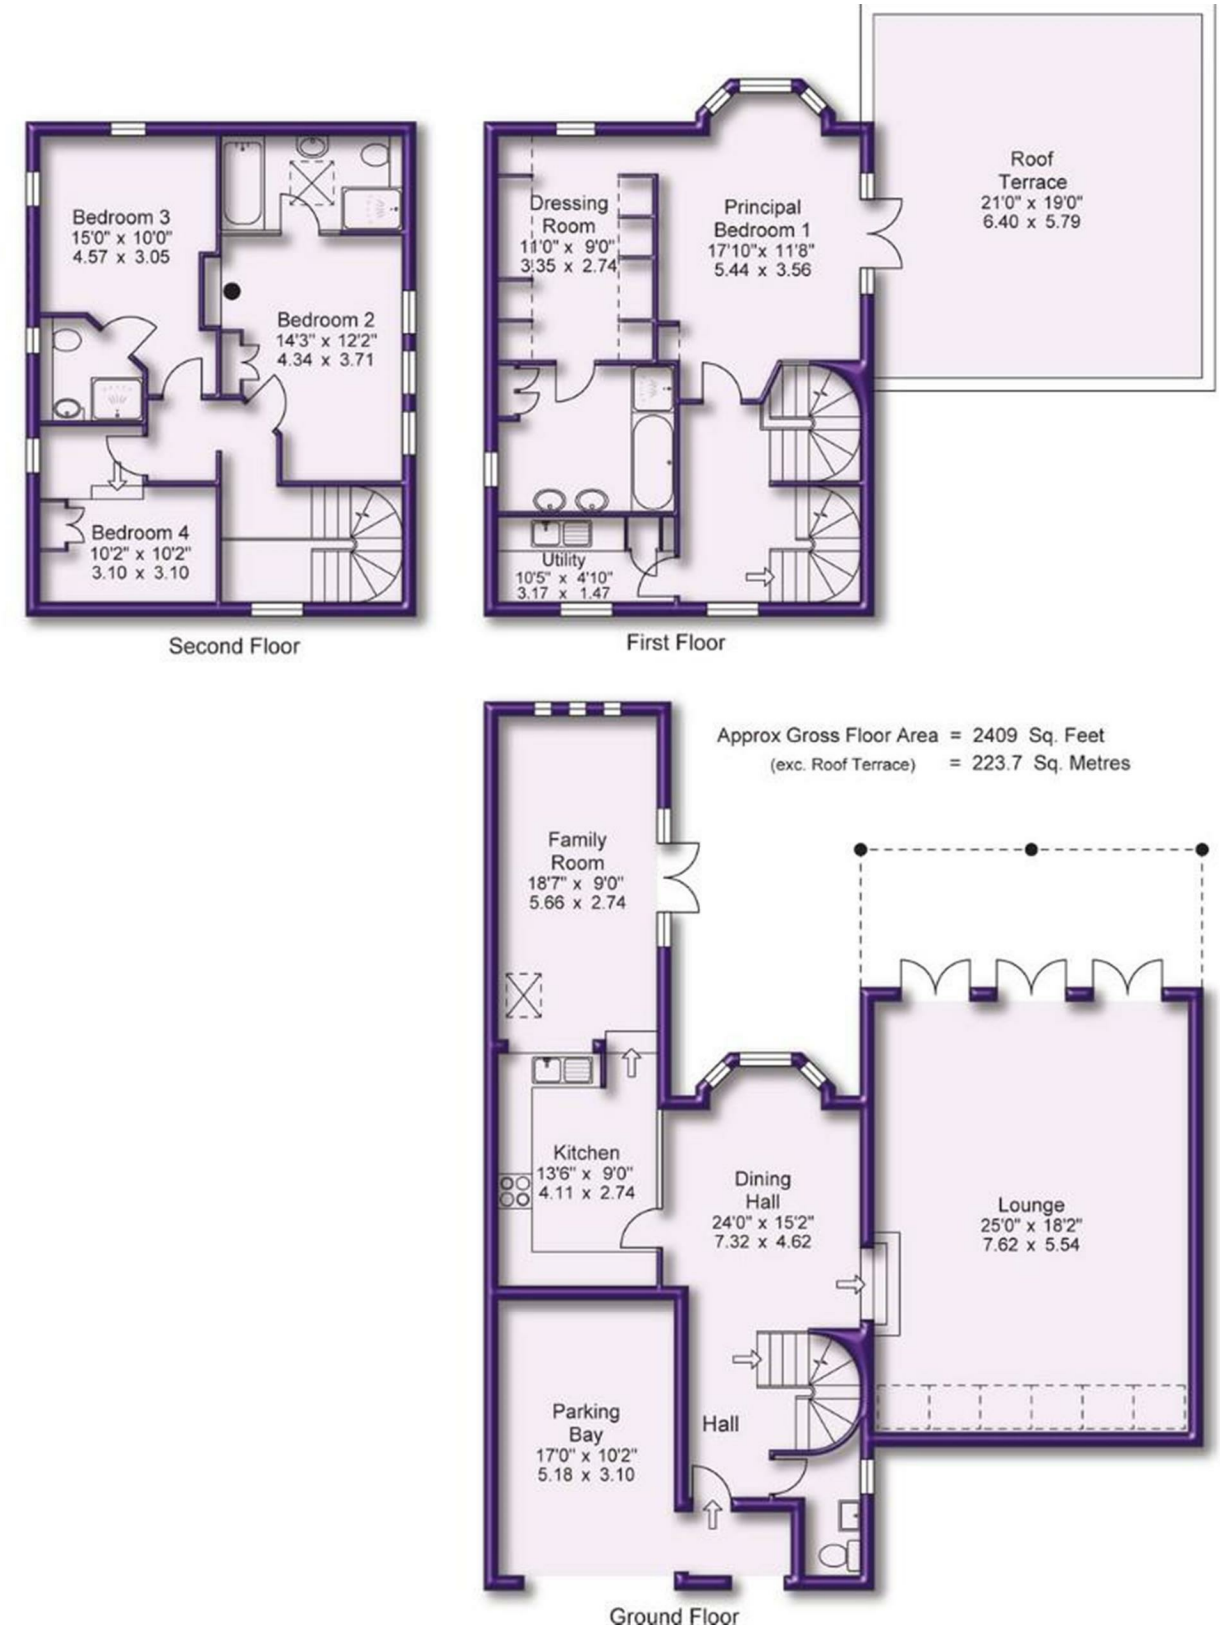 Bedroom 3
15'0" x 10'0"
4.57 x 3.05
Bedroom 2
14'3" x 12'2"
4.34 x 3.71
Bedroom 4
10'2" x 10'2"
3.10 x 3.10
Second Floor
Dressing
Room
11'0" x 9'0"
3.35 x 2.74
Principal
Bedroom 1
17'10" x 11'8"
5.44 x 3.56
Roof
Terrace
21'0" x 19'0"
6.40 x 5.79
Utility
10'5" x 4'10"
3.17 x 1.47
First Floor
Approx Gross Floor Area = 2409 Sq. Feet
(exc. Roof Terrace) = 223.7 Sq. Metres
Family
Room
18'7" x 9'0"
5.66 x 2.74
Kitchen
13'6" x 9'0"
4.11 x 2.74
Dining
Hall
24'0" x 15'2"
7.32 x 4.62
Lounge
25'0" x 18'2"
7.62 x 5.54
Parking
Bay
17'0" x 10'2"
5.18 x 3.10
Hall
Ground Floor